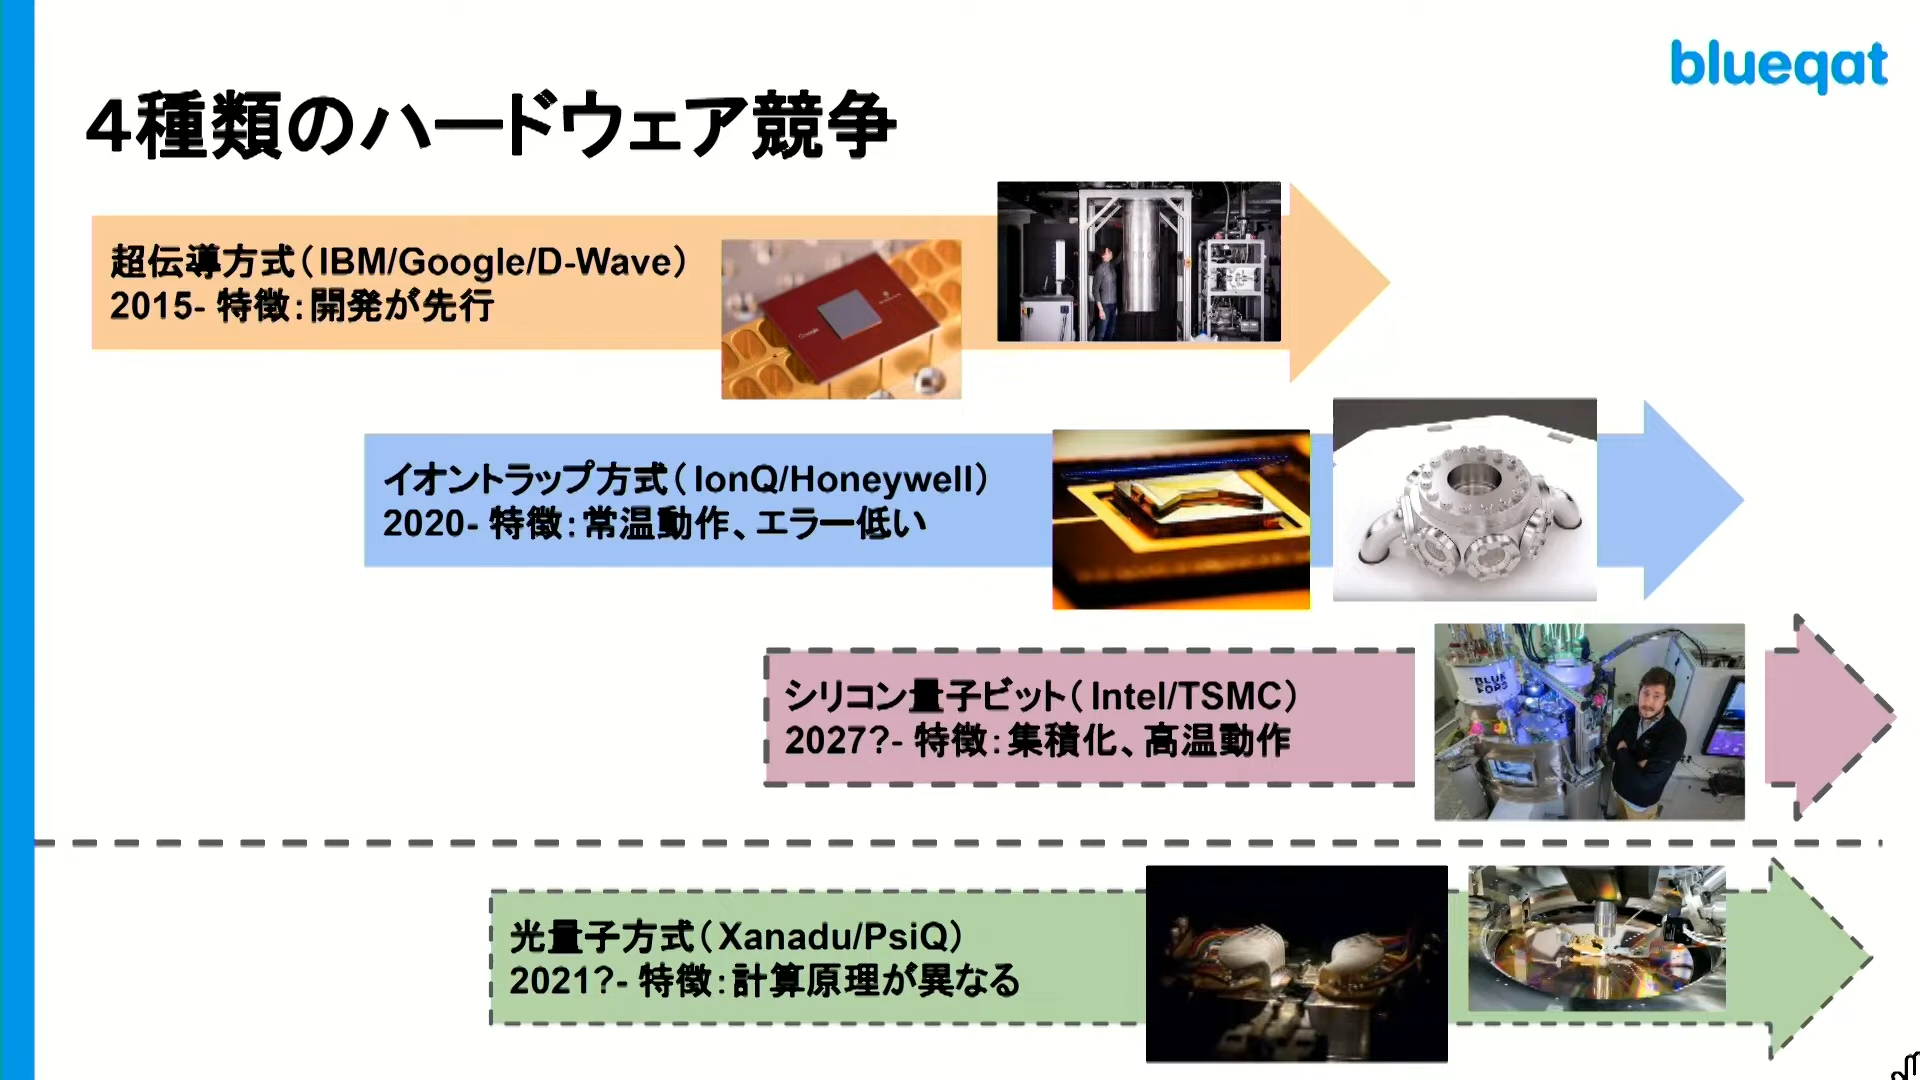 blueqat
4種類のハードウェア競争
超伝導方式（IBM/Google/D-Wave）
2015- 特徴：開発が先行
Google
イオントラップ方式（IonQ/Honeywell）
2020- 特徴：常温動作、エラー低い
シリコン量子ビット（Intel/TSMC）
2027?- 特徴：集積化、高温動作
BLUE
FORS
光量子方式（Xanadu/PsiQ）
2021?- 特徴：計算原理が異なる